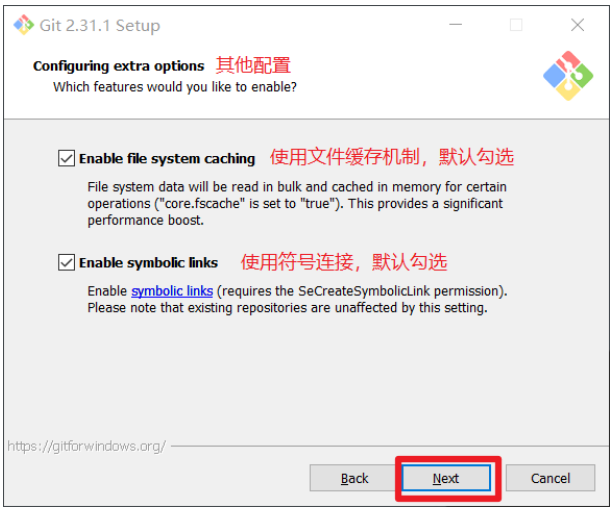 Git 2.31.1 Setup
Configuring extra options 其他配置
Which features would you like to enable?
Enable file system caching 使用文件缓存机制，默认勾选
File system data will be read in bulk and cached in memory for certain
operations ("core.fscache" is set to "true"). This provides a significant
performance boost.
Enable symbolic links 使用符号连接，默认勾选
Enable symbolic links (requires the SeCreateSymbolicLink permission).
Please note that existing repositories are unaffected by this setting.
https://gitforwindows.org/
Back Next Cancel